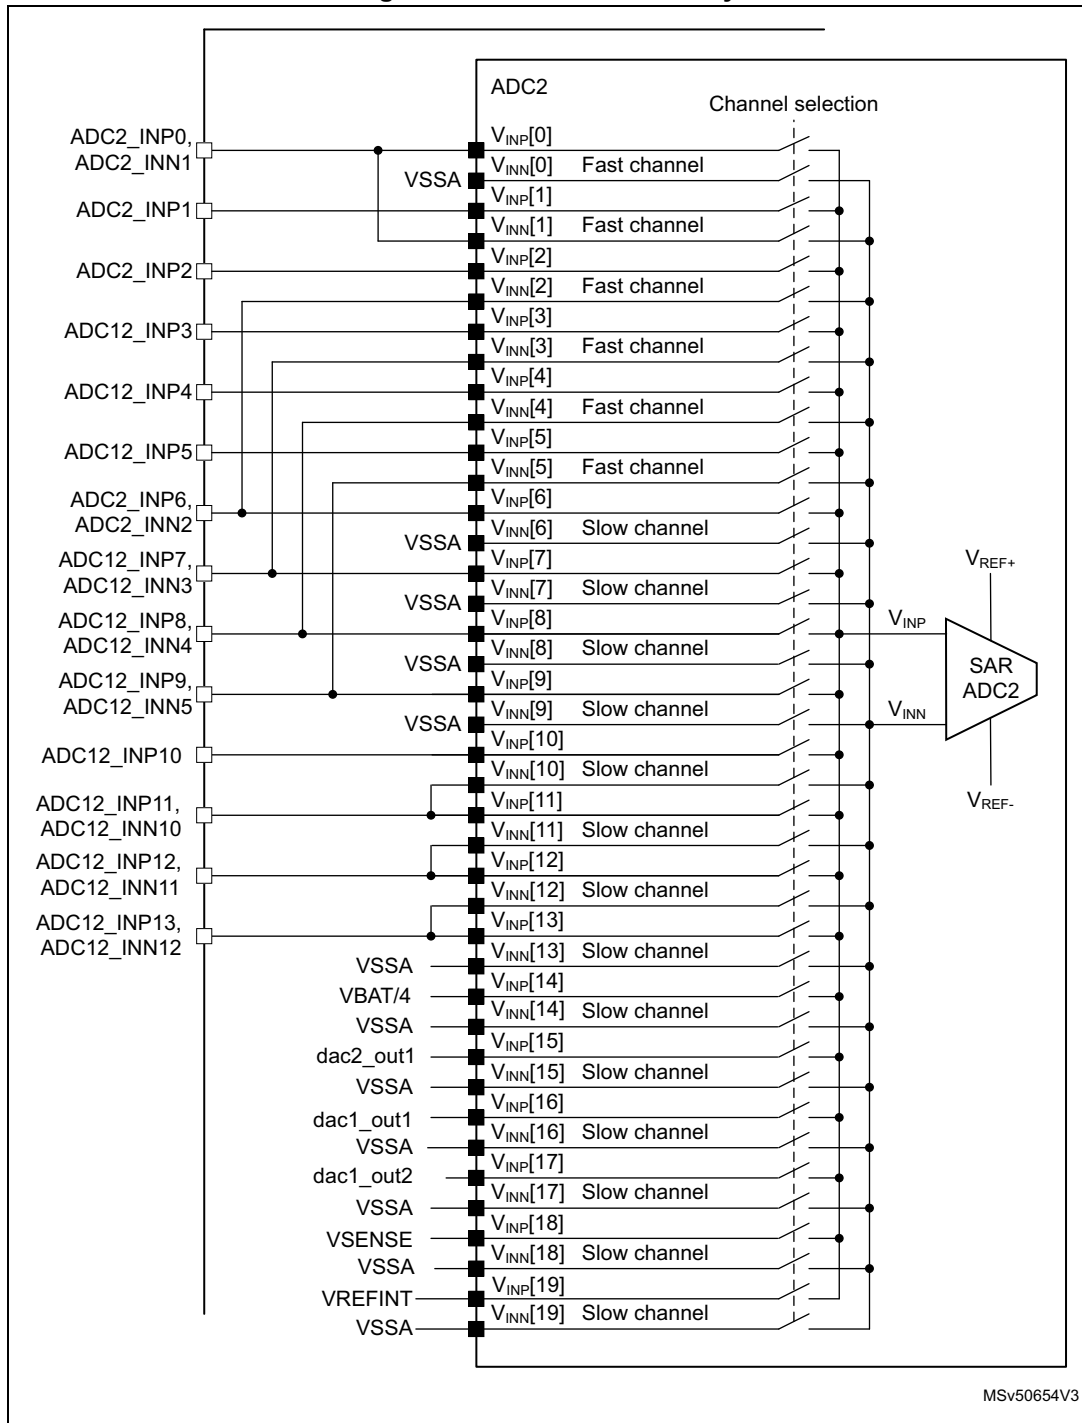 ADC2
Channel selection
ADC2_INP0,
ADC2_INN1
VINP[0]
VINN[0] Fast channel
VSSA
ADC2_INP1
VINP[1]
VINN[1] Fast channel
ADC2_INP2
VINP[2]
VINN[2] Fast channel
ADC12_INP3
VINP[3]
VINN[3] Fast channel
ADC12_INP4
VINP[4]
VINN[4] Fast channel
ADC12_INP5
VINP[5]
VINN[5] Fast channel
ADC2_INP6,
ADC2_INN2
VINP[6]
VINN[6] Slow channel
VSSA
ADC12_INP7,
ADC12_INN3
VINP[7]
VINN[7] Slow channel
VSSA
ADC12_INP8,
ADC12_INN4
VINP[8]
VINN[8] Slow channel
VSSA
ADC12_INP9,
ADC12_INN5
VINP[9]
VINN[9] Slow channel
VSSA
ADC12_INP10
VINP[10]
VINN[10] Slow channel
ADC12_INP11,
ADC12_INN10
VINP[11]
VINN[11] Slow channel
ADC12_INP12,
ADC12_INN11
VINP[12]
VINN[12] Slow channel
ADC12_INP13,
ADC12_INN12
VINP[13]
VINN[13] Slow channel
VSSA
VBAT/4
VINP[14]
VINN[14] Slow channel
VSSA
dac2_out1
VINP[15]
VINN[15] Slow channel
VSSA
dac1_out1
VINP[16]
VINN[16] Slow channel
VSSA
dac1_out2
VINP[17]
VINN[17] Slow channel
VSSA
VSENSE
VINP[18]
VINN[18] Slow channel
VSSA
VREFINT
VINP[19]
VINN[19] Slow channel
VSSA
VREF+
VINP
SAR
ADC2
VINN
VREF-
MSv50654V3